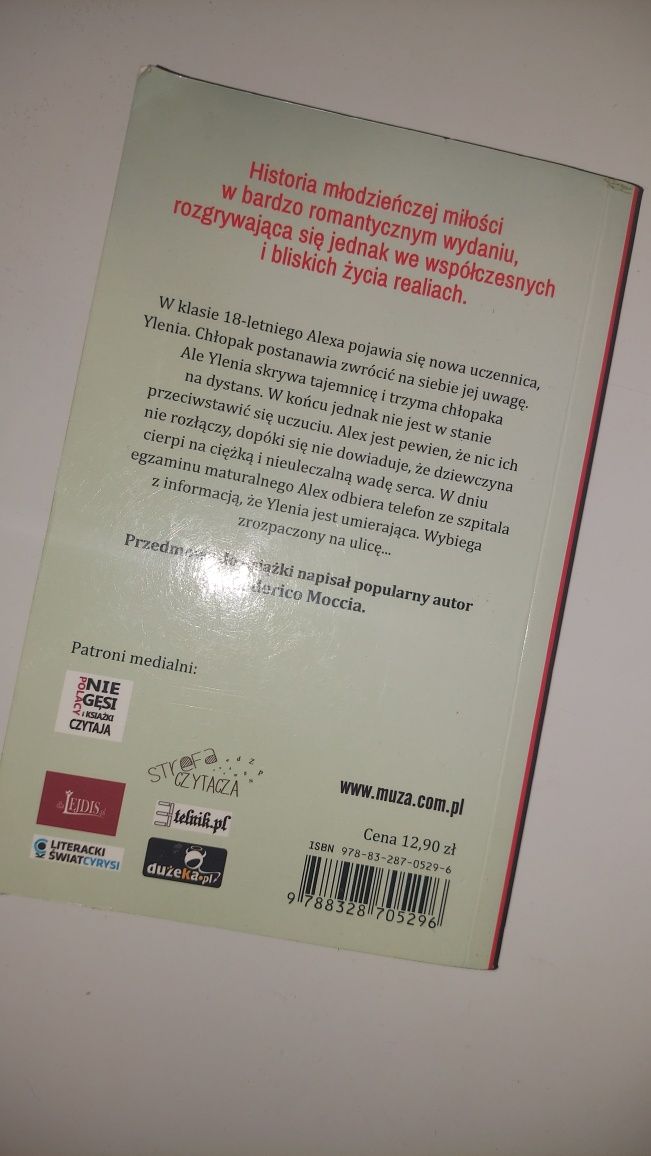 Historia młodzieńczej miłości
w bardzo romantycznym wydaniu,
rozgrywająca się jednak we współczesnych
i bliskich życia realiach.
W klasie 18-letniego Alexa pojawia się nowa uczennica,
Ylenia. Chłopak postanawia zwrócić na siebie jej uwagę.
Ale Ylenia skrywa tajemnicę i trzyma chłopaka
na dystans. W końcu jednak nie jest w stanie
przeciwstawić się uczuciu. Alex jest pewien, że nic ich
nie rozłączy, dopóki się nie dowiaduje, że dziewczyna
cierpi na ciężką i nieuleczalną wadę serca. W dniu
egzaminu maturalnego Alex odbiera telefon ze szpitala
z informacją, że Ylenia jest umierająca. Wybiega
zrozpaczony na ulicę...
napisał popularny autor
Moccia.
Patroni medialni:
POLACY
NIE
GĘSI
i KSIĄŻKI
CZYTAJĄ
STREFA
CZYTACZA
LEJDIS
telnik.pl
LITERACKI
ŚWIATCYRYSI
dużeka.pl
www.muza.com.pl
Cena 12,90 zł
ISBN 978-83-287-0529-6
9 788328 705296